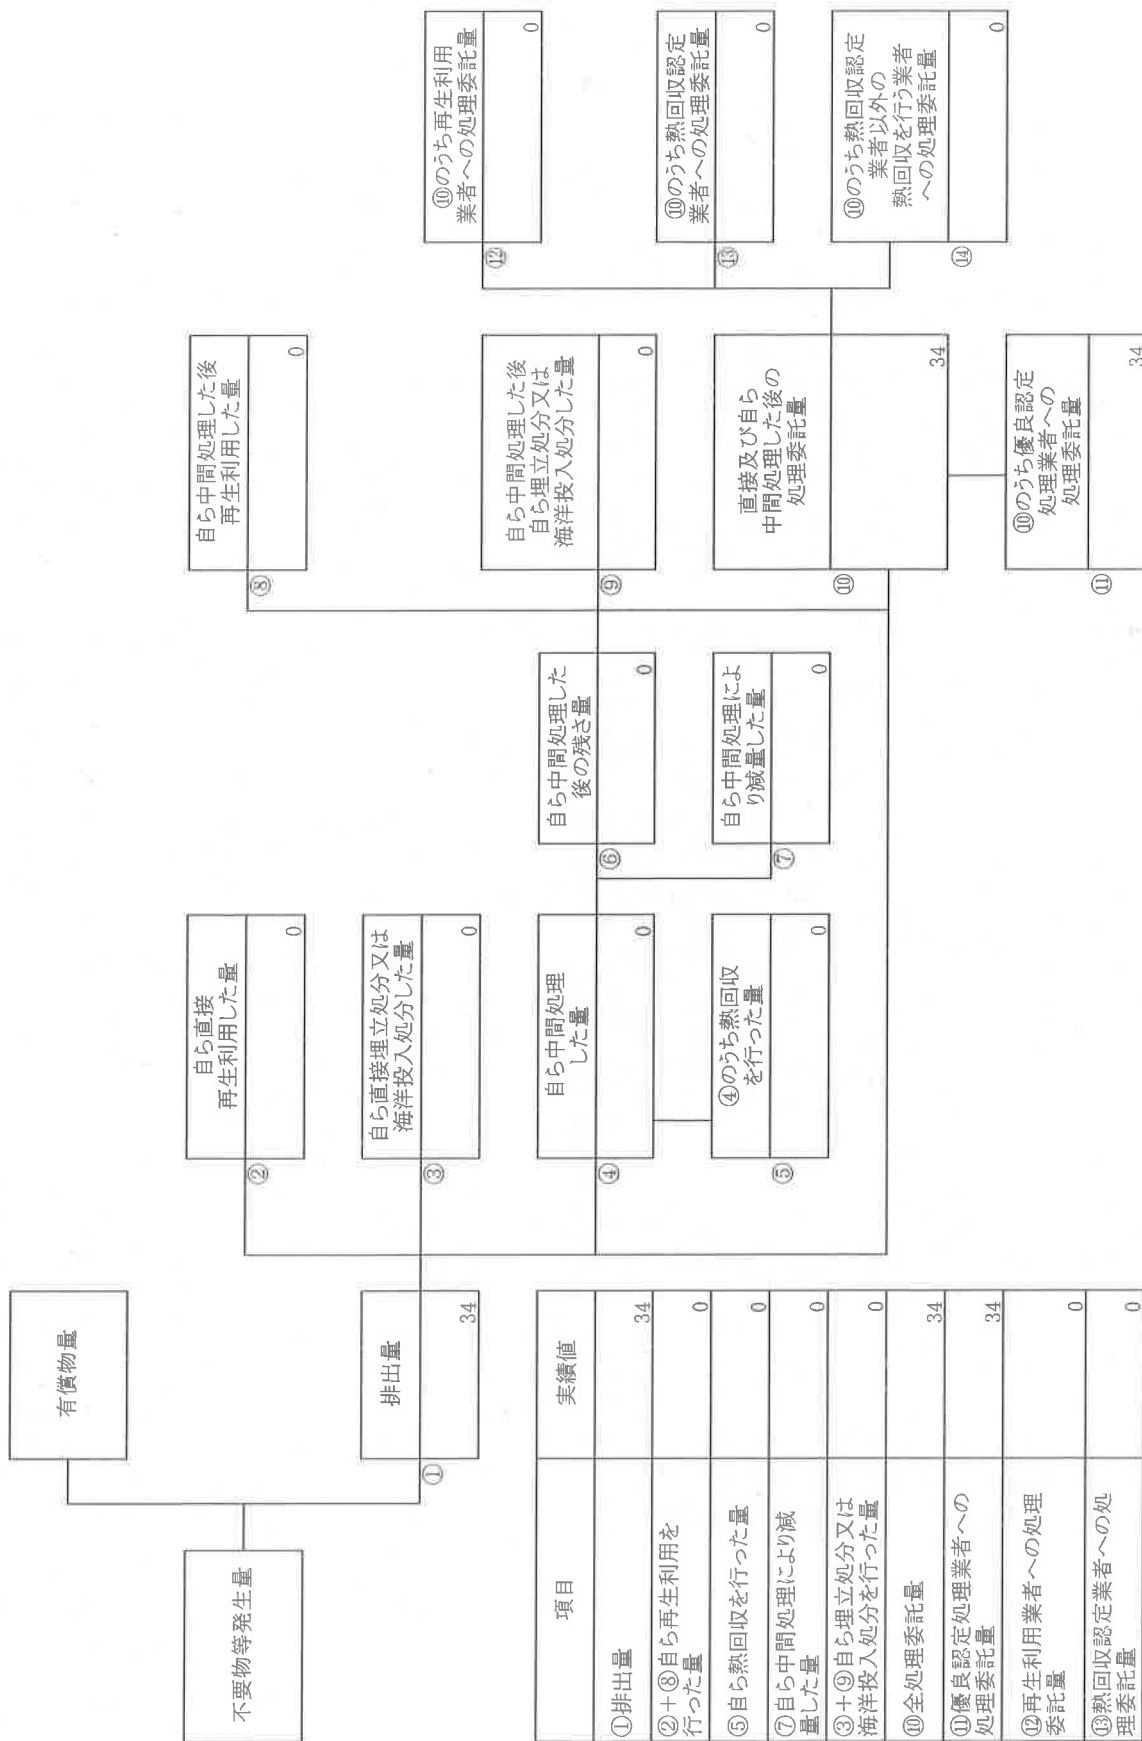 不要物等発生量
有償物量
①
排出量
34
②
自ら直接
再生利用した量
0
③
自ら直接埋立処分又は
海洋投入処分した量
0
④
自ら中間処理
した量
0
⑤
④のうち熱回収
を行った量
0
⑥
自ら中間処理した
後の残さ量
0
⑦
自ら中間処理によ
り減量した量
0
⑧
自ら中間処理した後
再生利用した量
0
⑨
自ら中間処理した後
自ら埋立処分又は
海洋投入処分した量
0
⑩
直接及び自ら
中間処理した後の
処理委託量
34
⑪
⑩のうち優良認定
処理業者への
処理委託量
34
⑫
⑩のうち再生利用
業者への処理委託量
0
⑬
⑩のうち熱回収認定
業者への処理委託量
0
⑭
⑩のうち熱回収認定
業者以外の
熱回収を行う業者
への処理委託量
0
項目 実績値
①排出量 34
②+⑧自ら再生利用を
行った量 0
⑤自ら熱回収を行った量 0
⑦自ら中間処理により減
量した量 0
③+⑨自ら埋立処分又は
海洋投入処分を行った量 0
⑩全処理委託量 34
⑪優良認定処理業者への
処理委託量 34
⑫再生利用業者への処理
委託量 0
⑬熱回収認定業者への処
理委託量 0